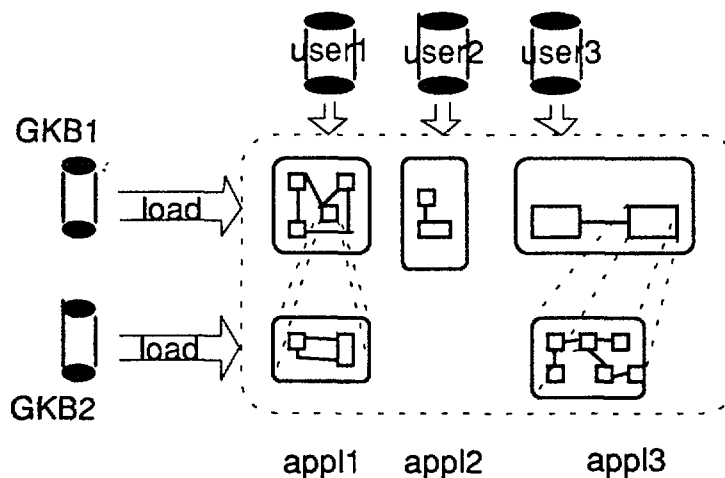 user1 user2 user3
GKB1
load
load
GKB2
appl1 appl2 appl3